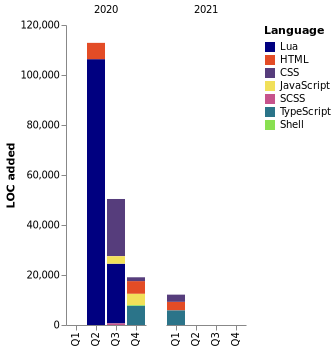 2020 2021
120,000
100,000
80,000
60,000
40,000
20,000
0
LOC added
Q1 Q2 Q3 Q4 Q1 Q2 Q3 Q4
Language
Lua
HTML
CSS
JavaScript
SCSS
TypeScript
Shell